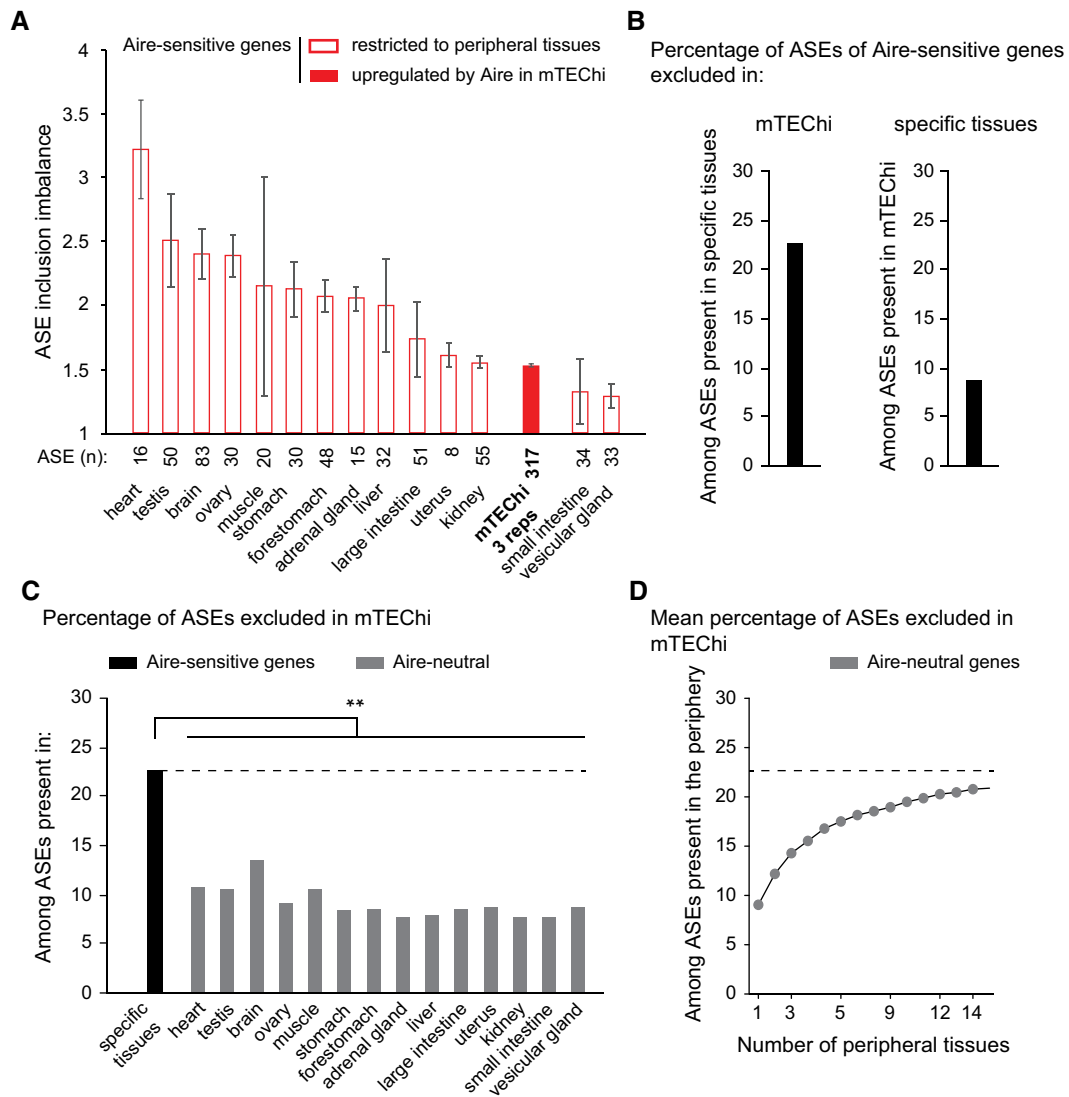 A
Aire-sensitive genes
restricted to peripheral tissues
upregulated by Aire in mTEChi
ASE inclusion imbalance
4
3.5
3
2.5
2
1.5
1
ASE (n):
16
50
83
30
20
30
48
15
32
51
8
55
317
34
33
heart
testis
brain
ovary
muscle
stomach
forestomach
adrenal gland
liver
large intestine
uterus
kidney
mTEChi
3 reps
small intestine
vesicular gland
B
Percentage of ASEs of Aire-sensitive genes
excluded in:
mTEChi
Among ASEs present in specific tissues
30
25
20
15
10
5
0
specific tissues
Among ASEs present in mTEChi
30
25
20
15
10
5
0
C
Percentage of ASEs excluded in mTEChi
Aire-sensitive genes
Aire-neutral
Among ASEs present in:
30
25
20
15
10
5
0
**
specific
tissues
heart
testis
brain
ovary
muscle
stomach
forestomach
adrenal gland
liver
large intestine
uterus
kidney
small intestine
vesicular gland
D
Mean percentage of ASEs excluded in
mTEChi
Aire-neutral genes
Among ASEs present in the periphery
30
25
20
15
10
5
0
1 3 5 9 12 14
Number of peripheral tissues